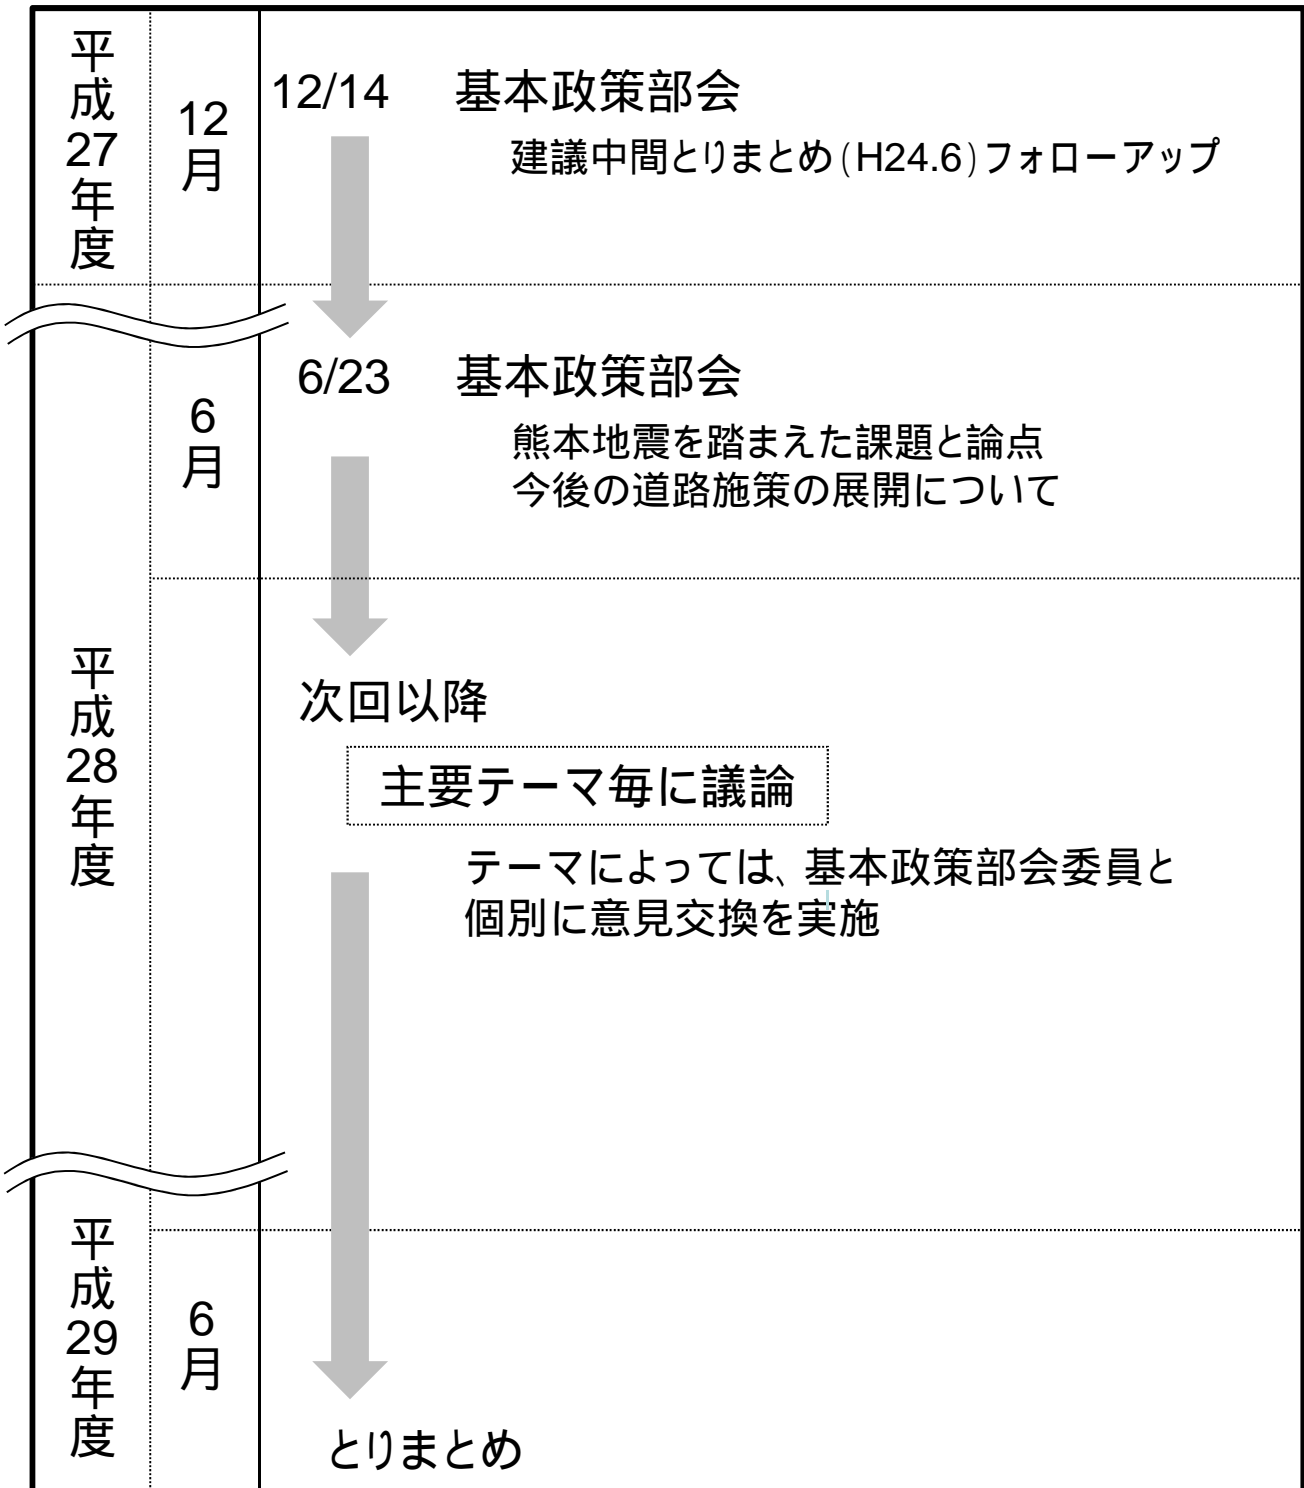 平成27年度
12月
12/14 基本政策部会
建議中間とりまとめ(H24.6)フォローアップ
平成28年度
6月
6/23 基本政策部会
熊本地震を踏まえた課題と論点
今後の道路施策の展開について
次回以降
主要テーマ毎に議論
テーマによっては、基本政策部会委員と
個別に意見交換を実施
平成29年度
6月
とりまとめ